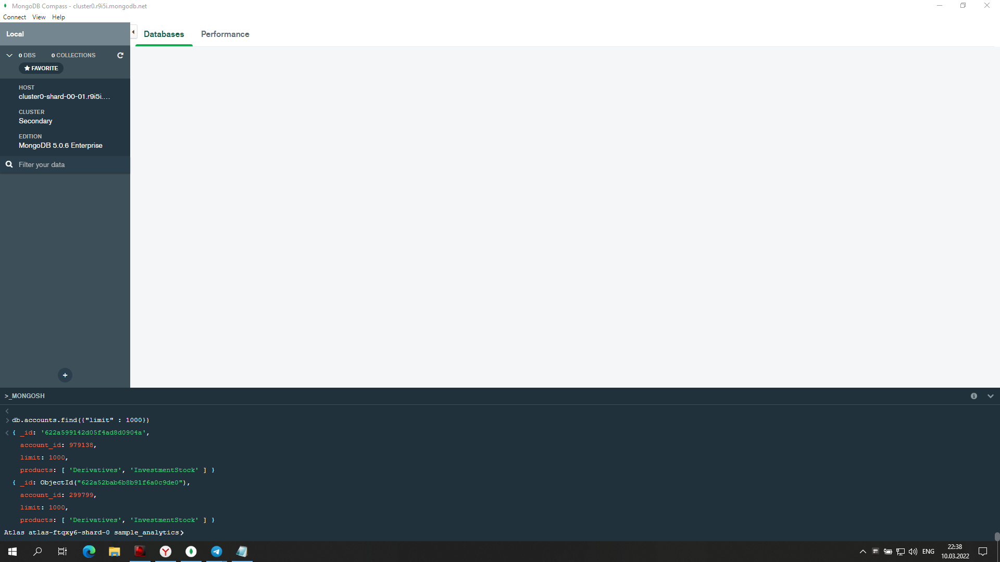 MongoDB Compass - cluster0.r9i5i.mongodb.net
Connect View Help
Local
Databases Performance
0 DBS 0 COLLECTIONS
FAVORITE
HOST
cluster0-shard-00-01.r9i5i....
CLUSTER
Secondary
EDITION
MongoDB 5.0.6 Enterprise
Filter your data
+
>_MONGOSH
<
> db.accounts.find({"limit" : 1000})
< { _id: '622a599142d05f4ad8d0904a',
account_id: 979138,
limit: 1000,
products: [ 'Derivatives', 'InvestmentStock' ] }
{ _id: ObjectId("622a52bab6b8b91f6a0c9de0"),
account_id: 299799,
limit: 1000,
products: [ 'Derivatives', 'InvestmentStock' ] }
Atlas atlas-ftqxy6-shard-0 sample_analytics>
ENG
22:38
10.03.2022